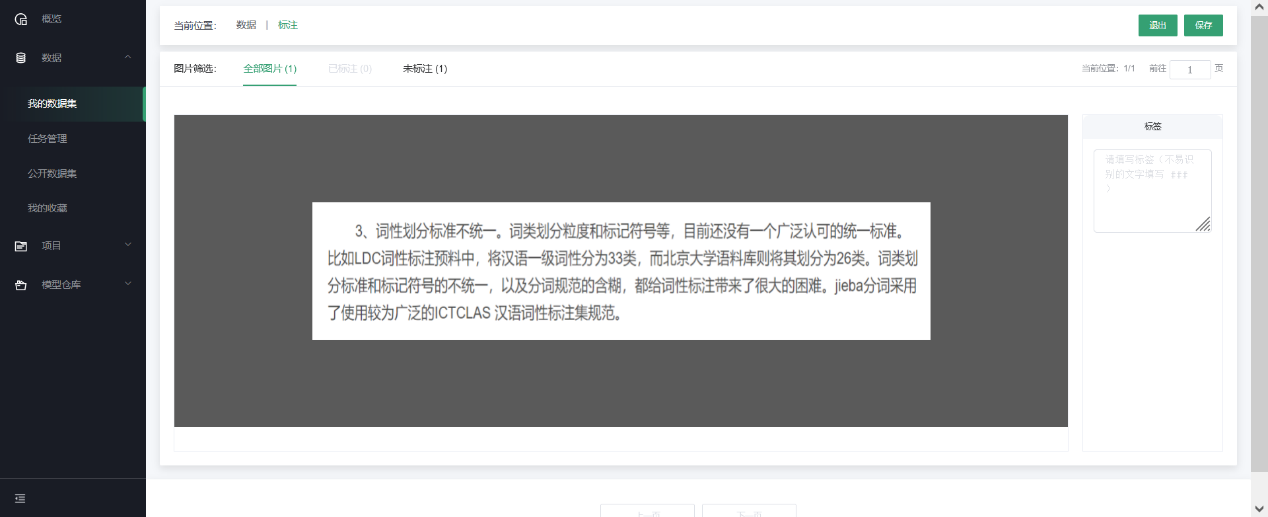 概览
数据
我的数据集
任务管理
公开数据集
我的收藏
项目
模型仓库
当前位置： 数据 | 标注
退出 保存
图片筛选： 全部图片 (1) 已标注 (0) 未标注 (1)
当前位置：1/1 前往 1 页
3、词性划分标准不统一。词类划分粒度和标记符号等，目前还没有一个广泛认可的统一标准。
比如LDC词性标注预料中，将汉语一级词性分为33类，而北京大学语料库则将其划分为26类。词类划
分标准和标记符号的不统一，以及分词规范的含糊，都给词性标注带来了很大的困难。jieba分词采用
了使用较为广泛的ICTCLAS 汉语词性标注集规范。
标签
请填写标签（不易识
别的文字填写 ###
）